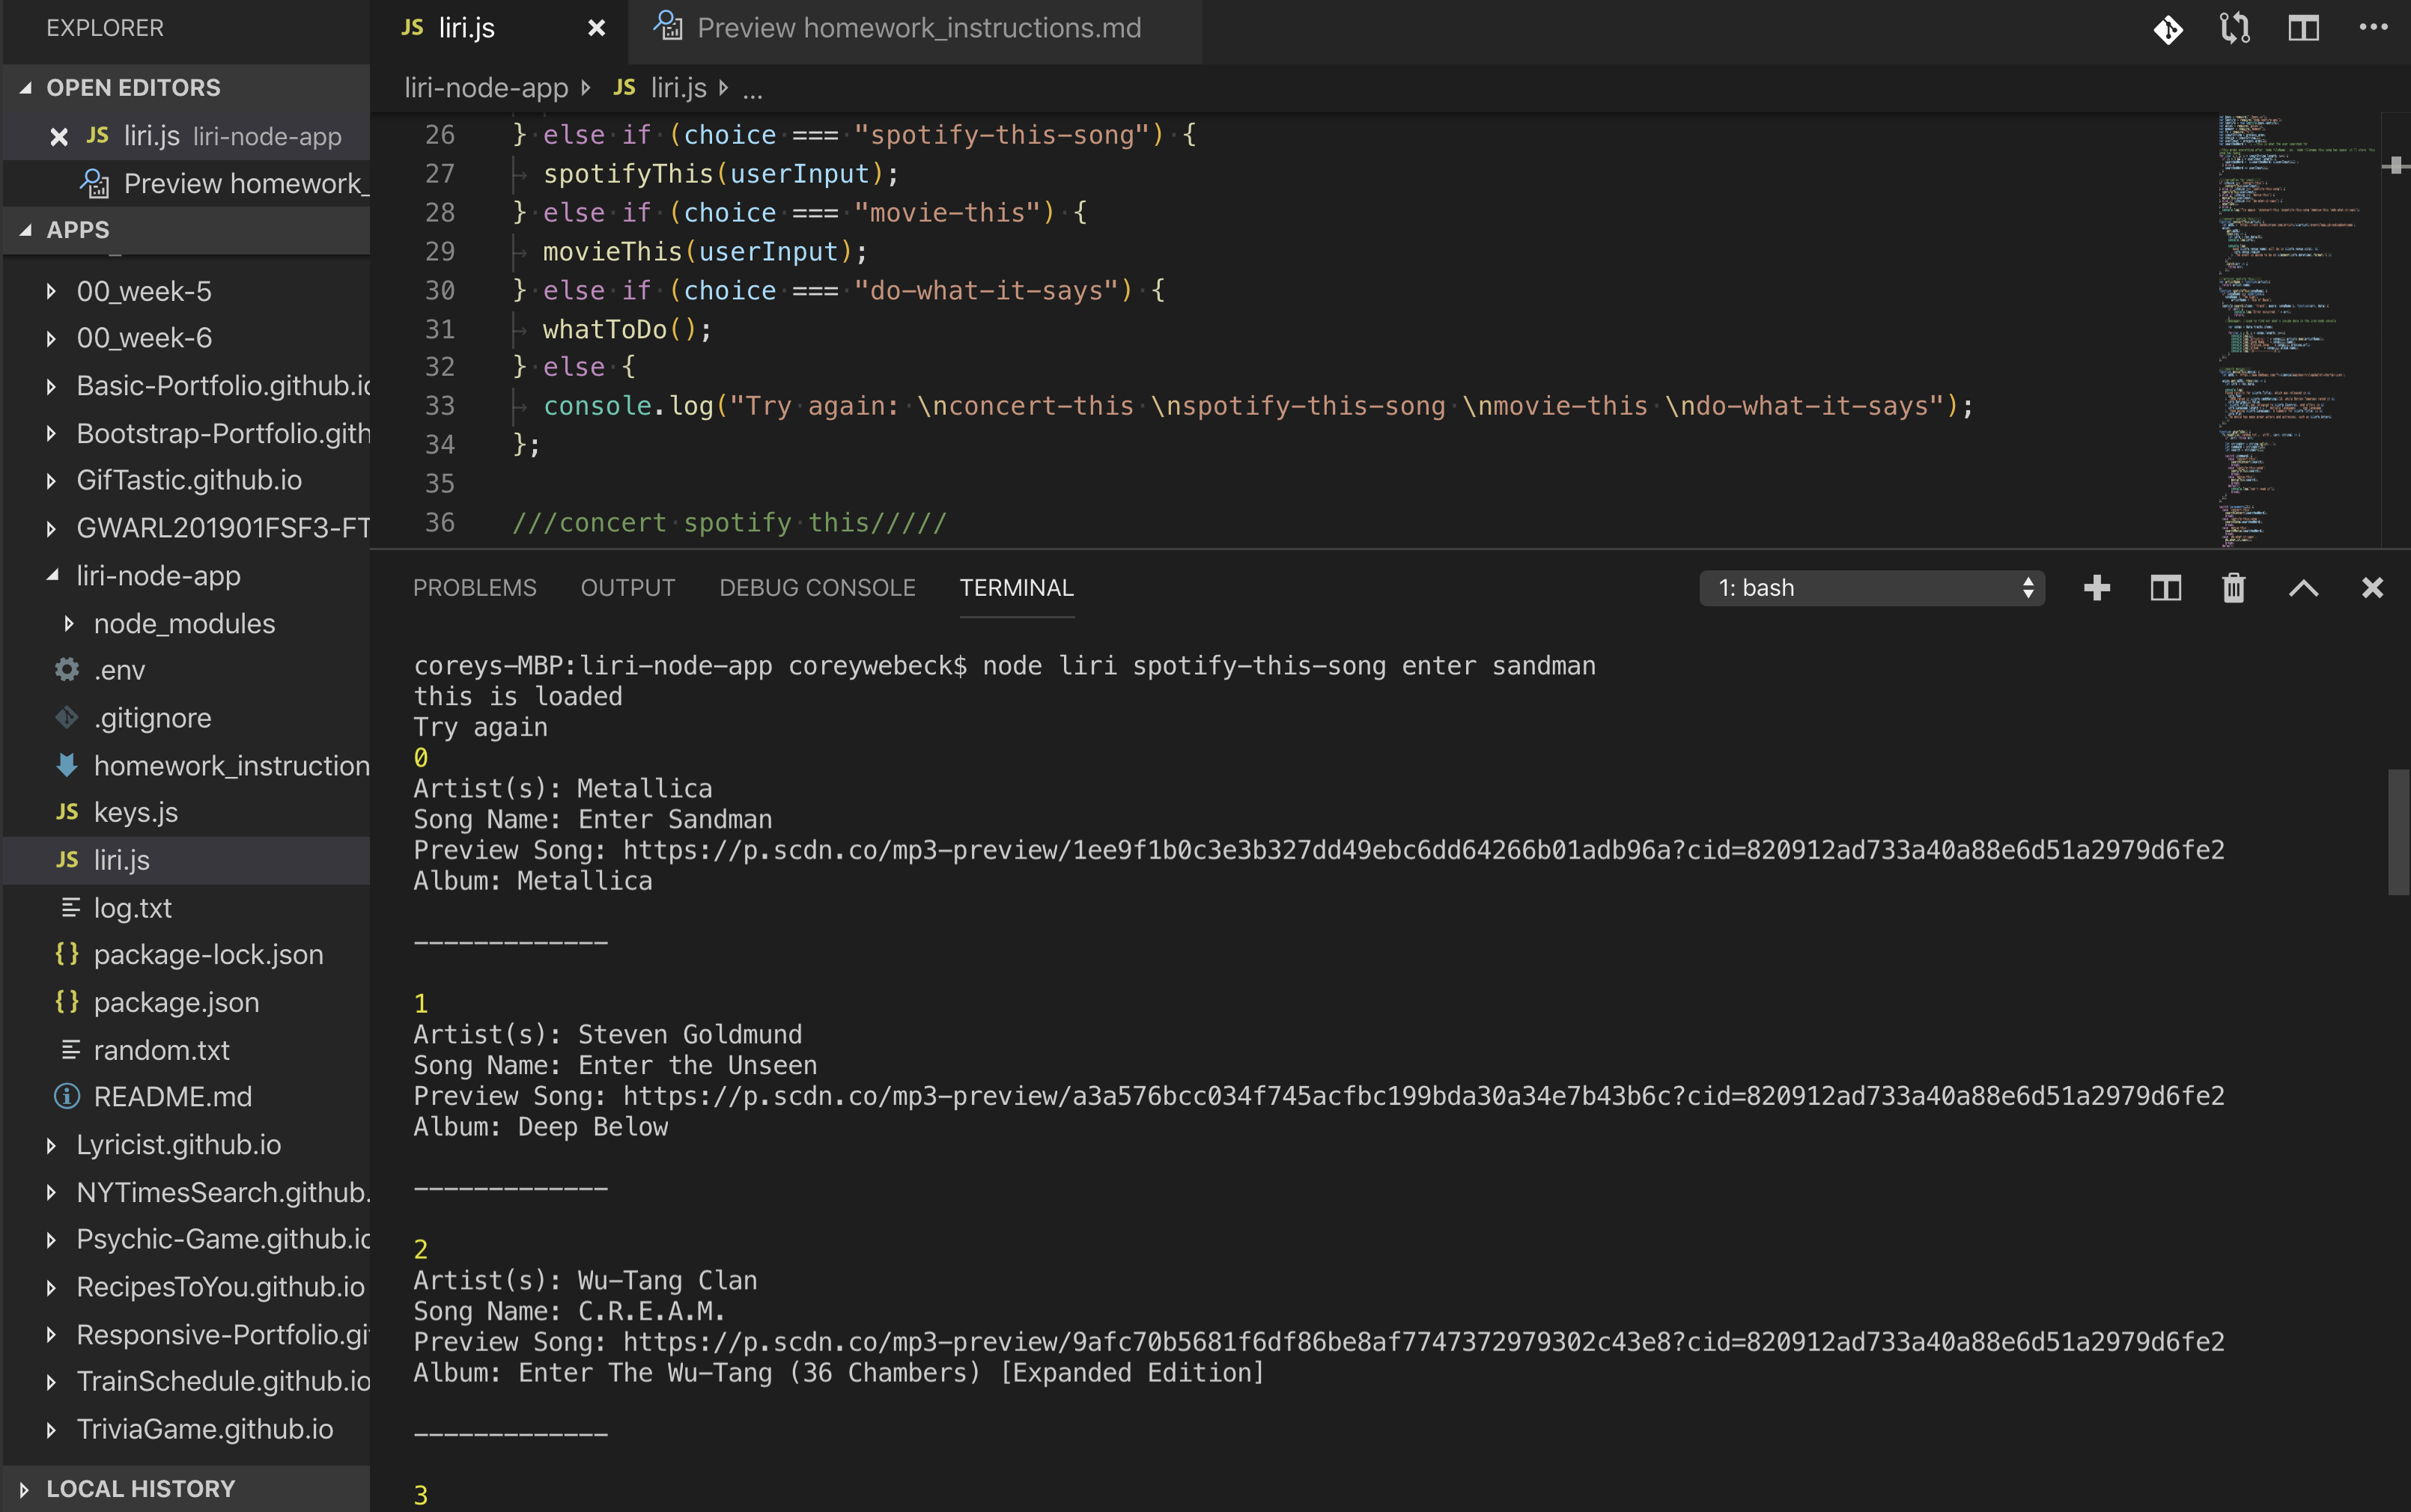 EXPLORER
OPEN EDITORS
JS liri.js liri-node-app
Preview homework_
APPS
00_week-5
00_week-6
Basic-Portfolio.github.io
Bootstrap-Portfolio.gith
GifTastic.github.io
GWARL201901FSF3-FT
liri-node-app
node_modules
.env
.gitignore
homework_instruction
JS keys.js
JS liri.js
log.txt
{} package-lock.json
{} package.json
random.txt
README.md
Lyricist.github.io
NYTimesSearch.github.
Psychic-Game.github.io
RecipesToYou.github.io
Responsive-Portfolio.git
TrainSchedule.github.io
TriviaGame.github.io
LOCAL HISTORY
JS liri.js
Preview homework_instructions.md
liri-node-app JS liri.js ...
26 } else if (choice === "spotify-this-song") {
27 spotifyThis(userInput);
28 } else if (choice === "movie-this") {
29 movieThis(userInput);
30 } else if (choice === "do-what-it-says") {
31 whatToDo();
32 } else {
33 console.log("Try again: \nconcert-this \nspotify-this-song \nmovie-this \ndo-what-it-says");
34 };
35
36 ///concert spotify this/////
PROBLEMS OUTPUT DEBUG CONSOLE TERMINAL 1: bash
coreys-MBP:liri-node-app coreywebeck$ node liri spotify-this-song enter sandman
this is loaded
Try again
0
Artist(s): Metallica
Song Name: Enter Sandman
Preview Song: https://p.scdn.co/mp3-preview/1ee9f1b0c3e3b327dd49ebc6dd64266b01adb96a?cid=820912ad733a40a88e6d51a2979d6fe2
Album: Metallica
-------------
1
Artist(s): Steven Goldmund
Song Name: Enter the Unseen
Preview Song: https://p.scdn.co/mp3-preview/a3a576bcc034f745acfbc199bda30a34e7b43b6c?cid=820912ad733a40a88e6d51a2979d6fe2
Album: Deep Below
-------------
2
Artist(s): Wu-Tang Clan
Song Name: C.R.E.A.M.
Preview Song: https://p.scdn.co/mp3-preview/9afc70b5681f6df86be8af7747372979302c43e8?cid=820912ad733a40a88e6d51a2979d6fe2
Album: Enter The Wu-Tang (36 Chambers) [Expanded Edition]
-------------
3